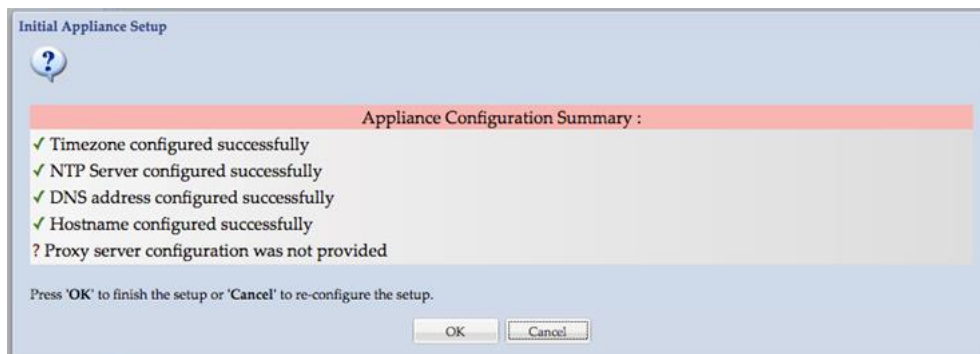 Initial Appliance Setup
?
Appliance Configuration Summary :
✓ Timezone configured successfully
✓ NTP Server configured successfully
✓ DNS address configured successfully
✓ Hostname configured successfully
? Proxy server configuration was not provided
Press 'OK' to finish the setup or 'Cancel' to re-configure the setup.
OK Cancel